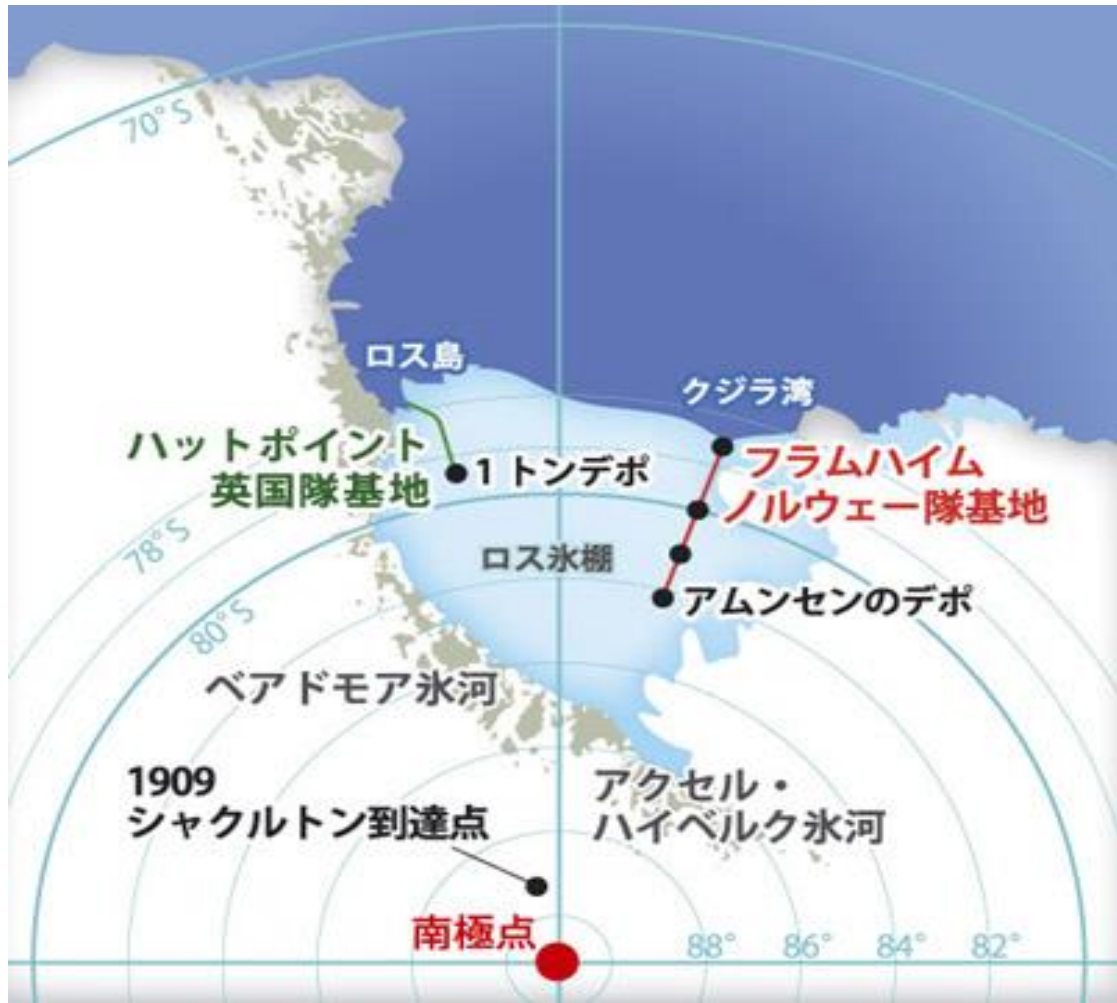 70°S
ロス島
クジラ湾
ハットポイント
英国隊基地
1トンデポ
フラムハイム
ノルウェー隊基地
78°S
ロス氷棚
アムンセンのデポ
80°S
ベアドモア氷河
1909
シャクルトン到達点
アクセル・
ハイベルク氷河
南極点
88° 86° 84° 82°